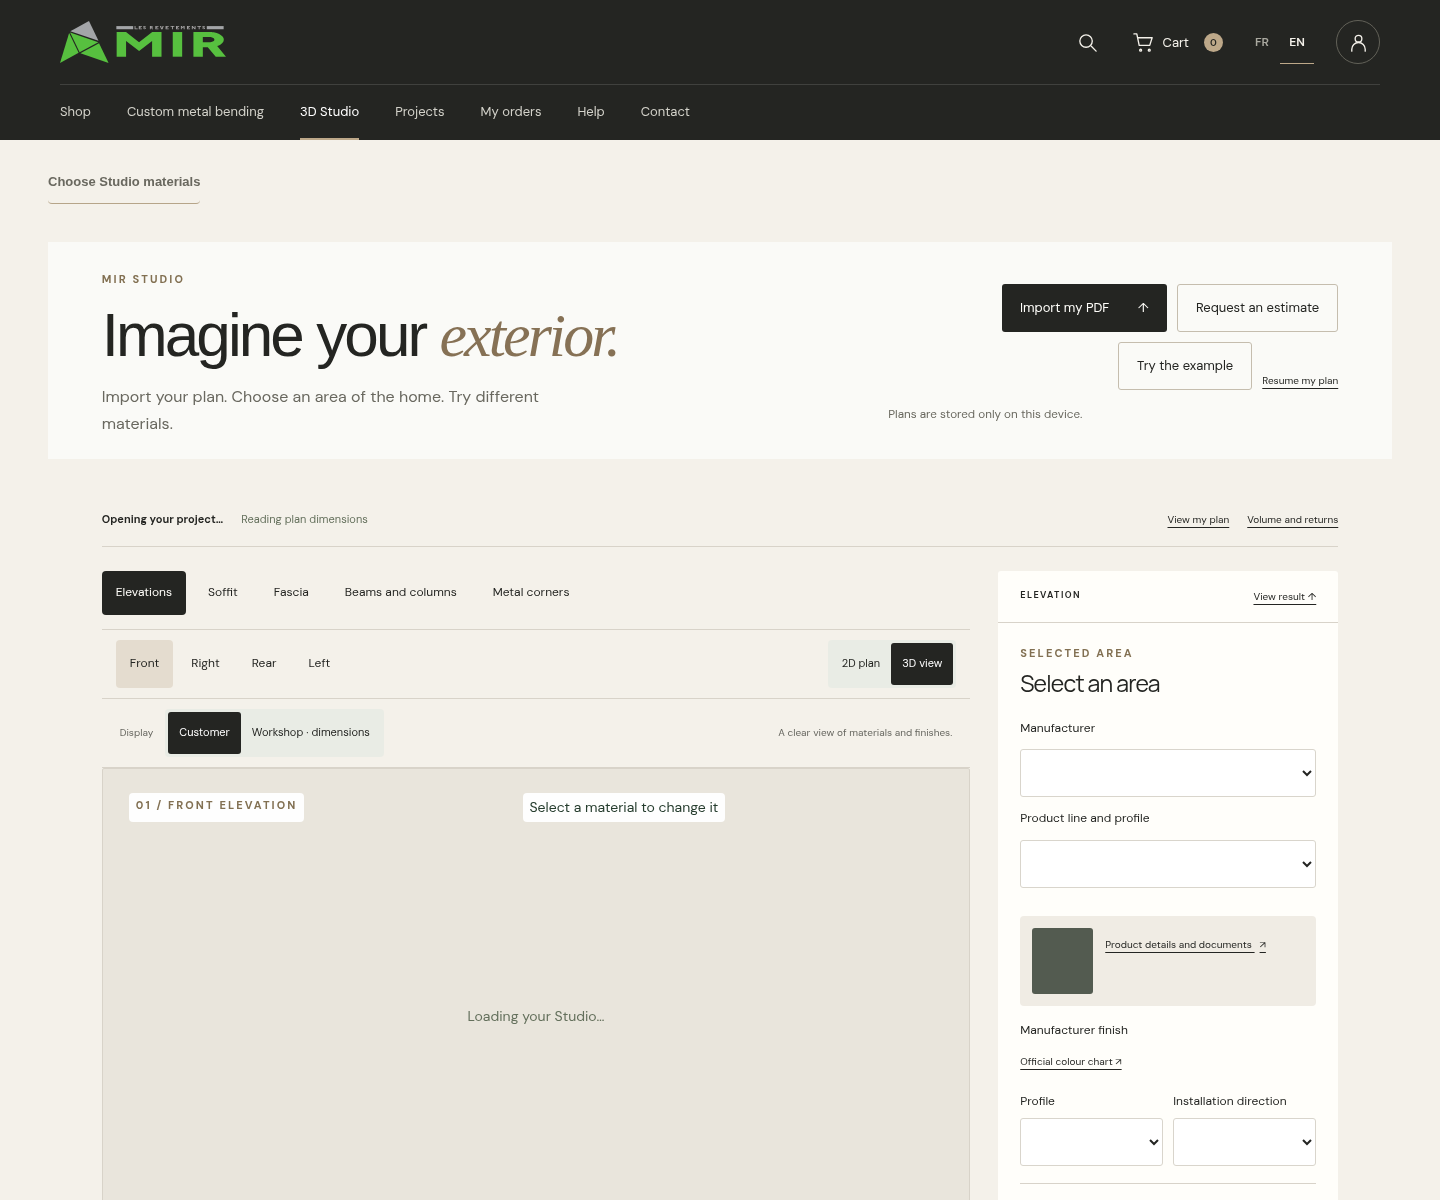 LES REVETEMENTS
MIR
Cart 0
FR EN
Shop Custom metal bending 3D Studio Projects My orders Help Contact
Choose Studio materials
MIR STUDIO
Imagine your exterior.
Import your plan. Choose an area of the home. Try different
materials.
Import my PDF ↑
Request an estimate
Try the example
Resume my plan
Plans are stored only on this device.
Opening your project… Reading plan dimensions
View my plan Volume and returns
Elevations Soffit Fascia Beams and columns Metal corners
Front Right Rear Left
2D plan 3D view
Display Customer Workshop · dimensions
A clear view of materials and finishes.
01 / FRONT ELEVATION
Select a material to change it
Loading your Studio…
ELEVATION
View result ↑
SELECTED AREA
Select an area
Manufacturer
Product line and profile
Product details and documents ↗
Manufacturer finish
Official colour chart ↗
Profile Installation direction